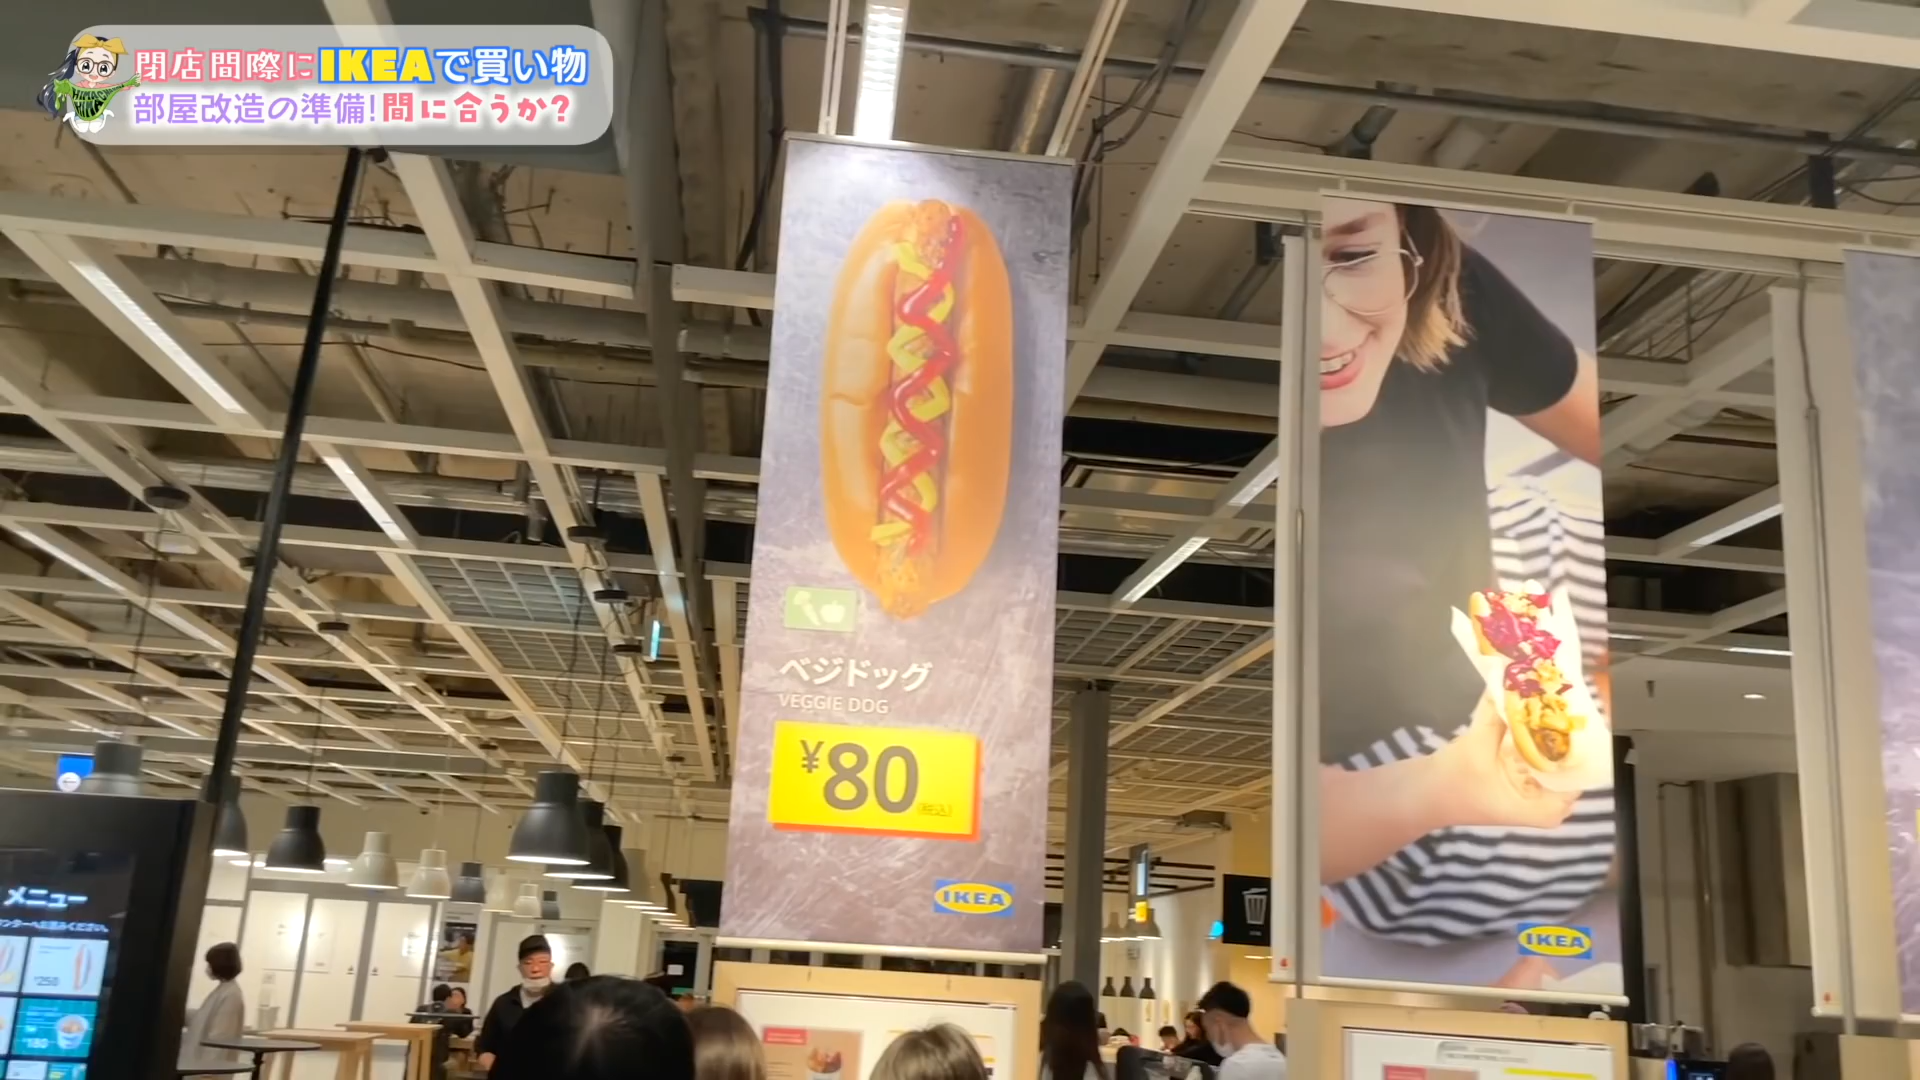 閉店間際にIKEAで買い物
部屋改造の準備!間に合うか?
ベジドッグ
VEGGIE DOG
¥80
(税込)
IKEA
IKEA
メニュー
¥250
¥180